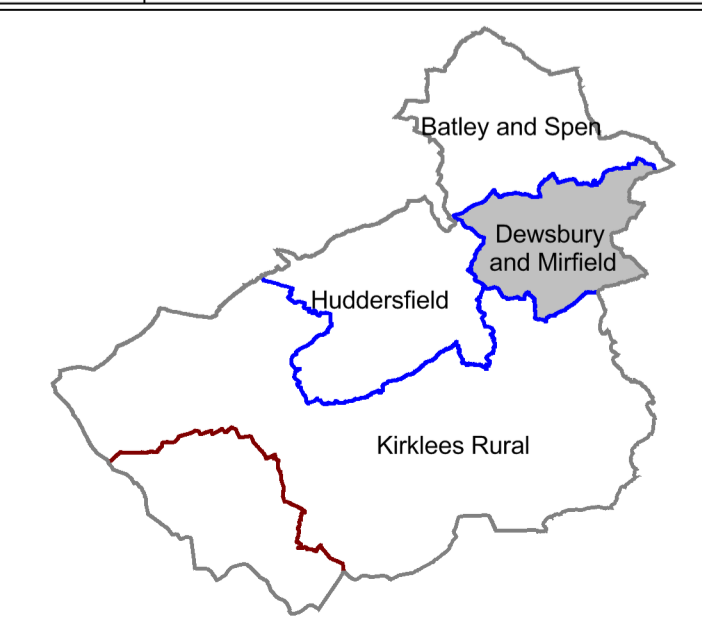 Batley and Spen
Dewsbury
and Mirfield
Huddersfield
Kirklees Rural